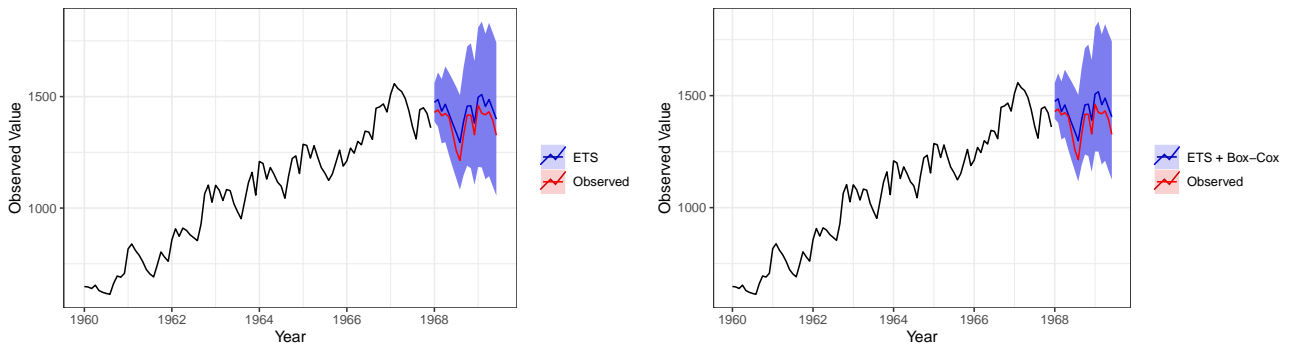 Observed Value
1500
1000
1960
1962
1964
1966
1968
Year
ETS
Observed
Observed Value
1500
1000
1960
1962
1964
1966
1968
Year
ETS + Box−Cox
Observed